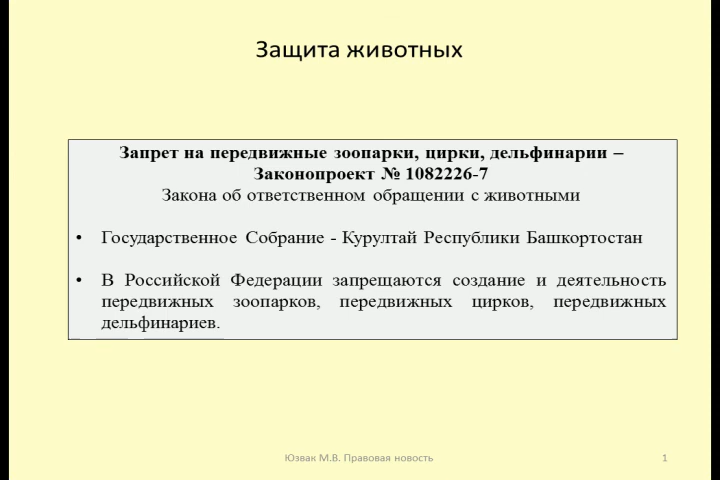 Защита животных
Запрет на передвижные зоопарки, цирки, дельфинарии –
Законопроект № 1082226-7
Закона об ответственном обращении с животными
• Государственное Собрание - Курултай Республики Башкортостан
• В Российской Федерации запрещаются создание и деятельность
передвижных зоопарков, передвижных цирков, передвижных
дельфинариев.
Юзвак М.В. Правовая новость
1